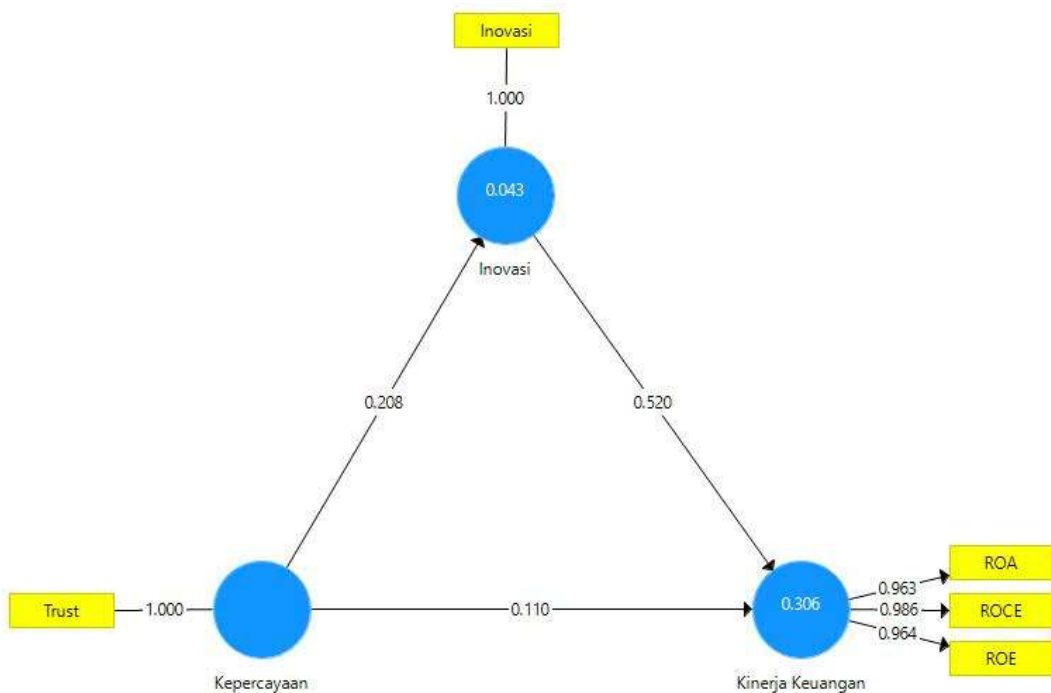 Inovasi
1.000
0.043
Inovasi
0.208
0.520
Trust
1.000
Kepercayaan
0.110
0.306
Kinerja Keuangan
0.963
0.986
0.964
ROA
ROCE
ROE